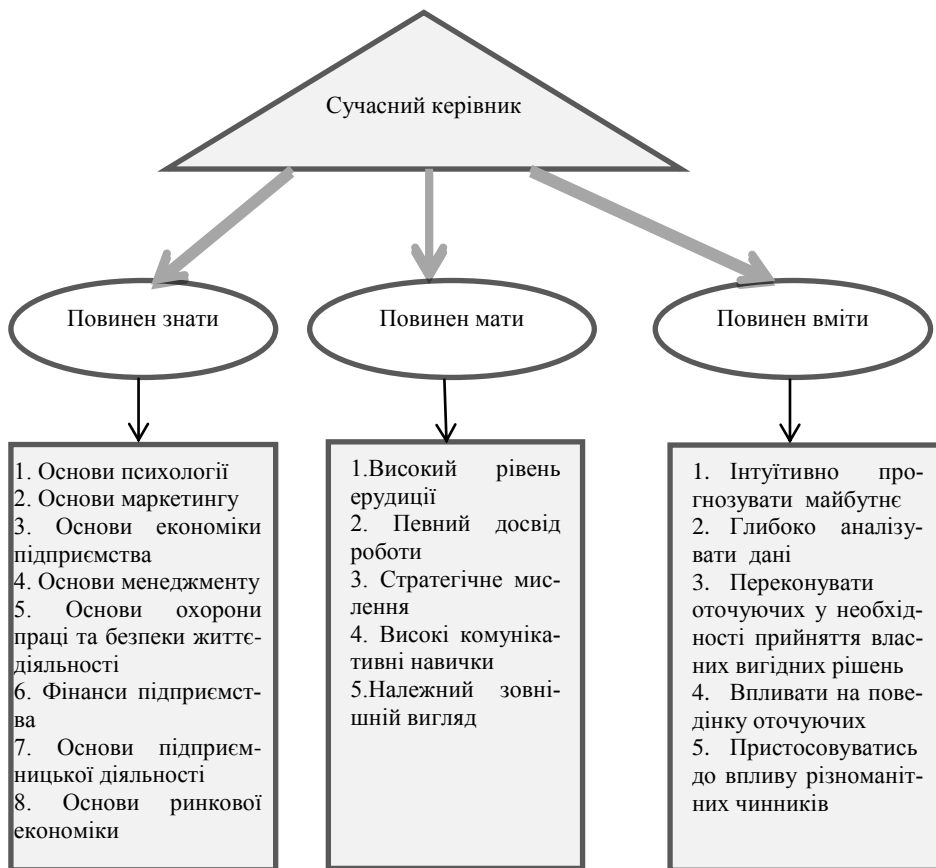 Сучасний керівник
Повинен знати
Повинен мати
Повинен вміти
1. Основи психології
2. Основи маркетингу
3. Основи економіки
підприємства
4. Основи менеджменту
5. Основи охорони
праці та безпеки життє-
діяльності
6. Фінанси підприємст-
ва
7. Основи підприєм-
ницької діяльності
8. Основи ринкової
економіки
1.Високий рівень
ерудиції
2. Певний досвід
роботи
3. Стратегічне мис-
лення
4. Високі комуніка-
тивні навички
5.Належний зовні-
шній вигляд
1. Інтуїтивно про-
гнозувати майбутнє
2. Глибоко аналізу-
вати дані
3. Переконувати
оточуючих у необхід-
ності прийняття влас-
них вигідних рішень
4. Впливати на пове-
дінку оточуючих
5. Пристосовуватись
до впливу різноманіт-
них чинників